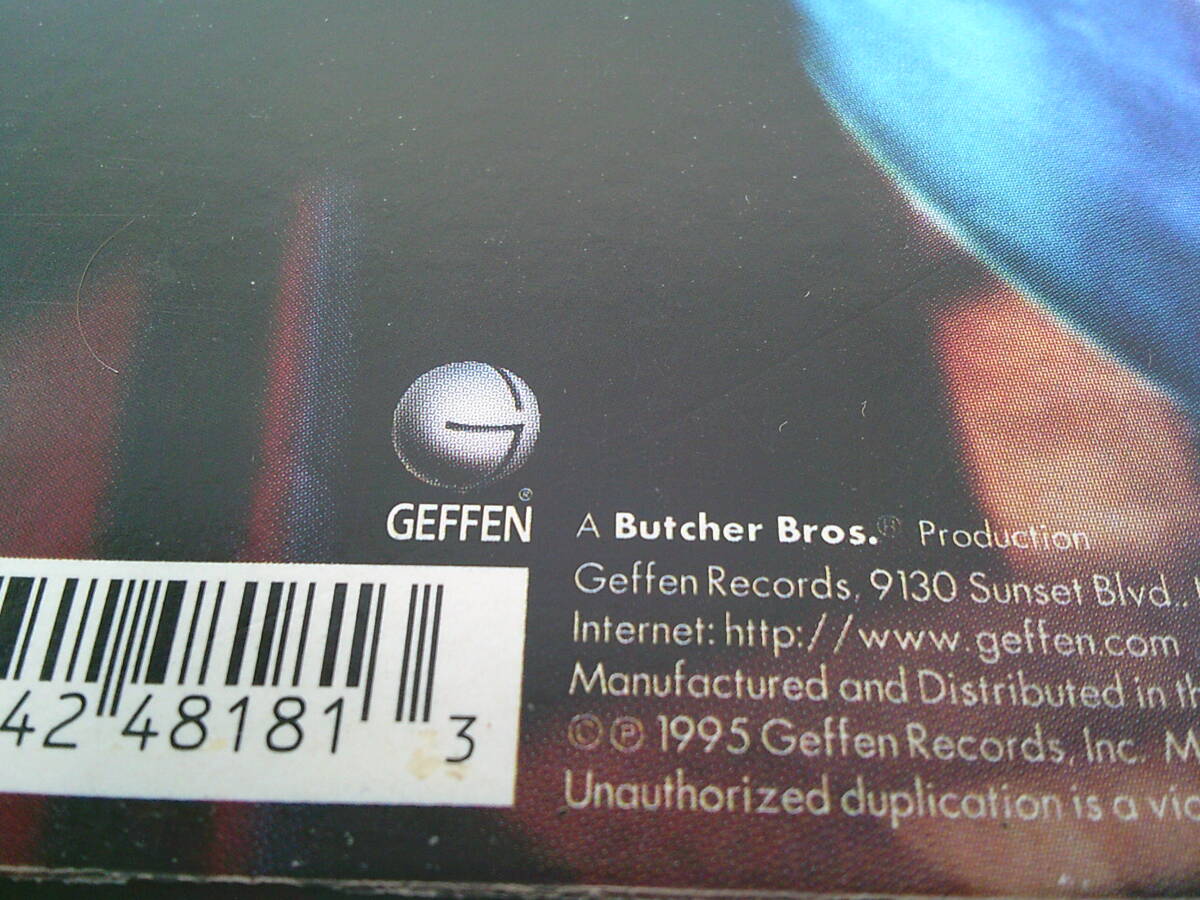 GEFFEN®
A Butcher Bros.® Production
Geffen Records, 9130 Sunset Blvd.,
Internet: http://www.geffen.com
Manufactured and Distributed in th
©℗ 1995 Geffen Records, Inc. M
Unauthorized duplication is a vio
42 48181 3